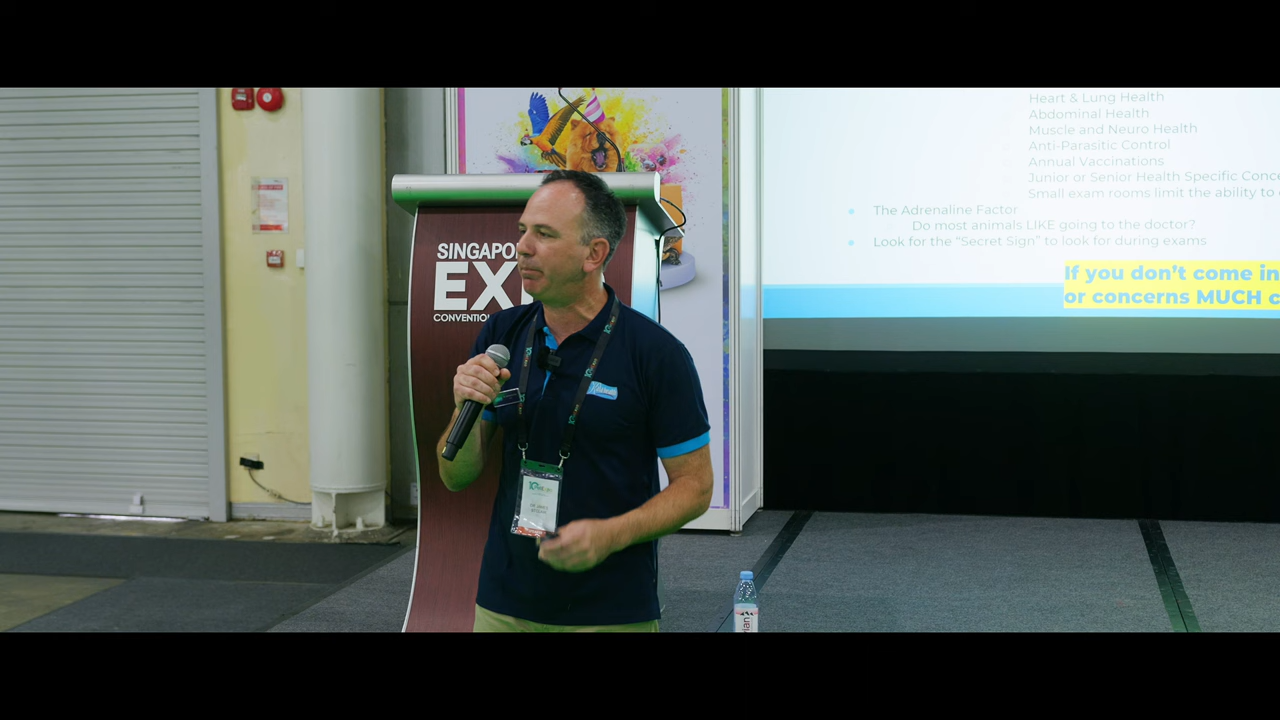 Heart & Lung Health
Abdominal Health
Muscle and Neuro Health
Anti-Parasitic Control
Annual Vaccinations
Junior or Senior Health Specific Conce
Small exam rooms limit the ability to
The Adrenaline Factor
Do most animals LIKE going to the doctor?
Look for the “Secret Sign” to look for during exams
If you don’t come in
or concerns MUCH c
SINGAPO
EX
CONVENTIO
vian